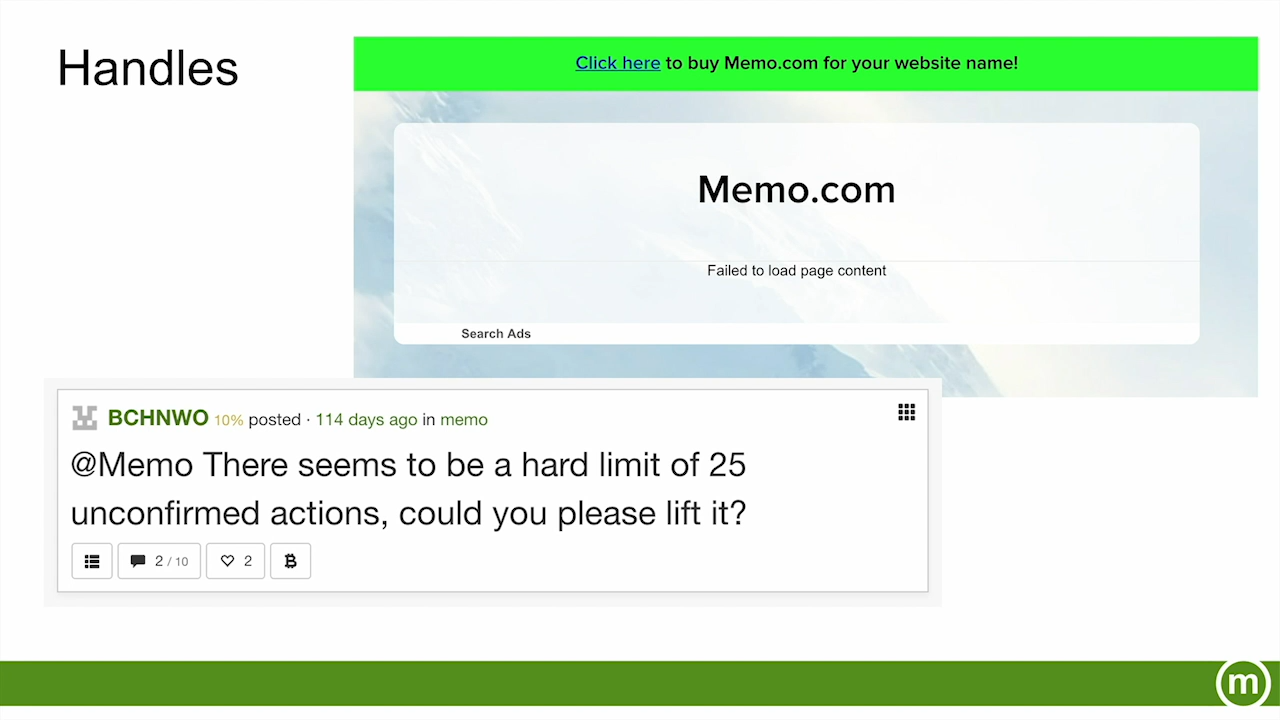 Handles
Click here to buy Memo.com for your website name!
Memo.com
Failed to load page content
Search Ads
BCHNWO 10% posted · 114 days ago in memo
@Memo There seems to be a hard limit of 25
unconfirmed actions, could you please lift it?
2 / 10 2
m